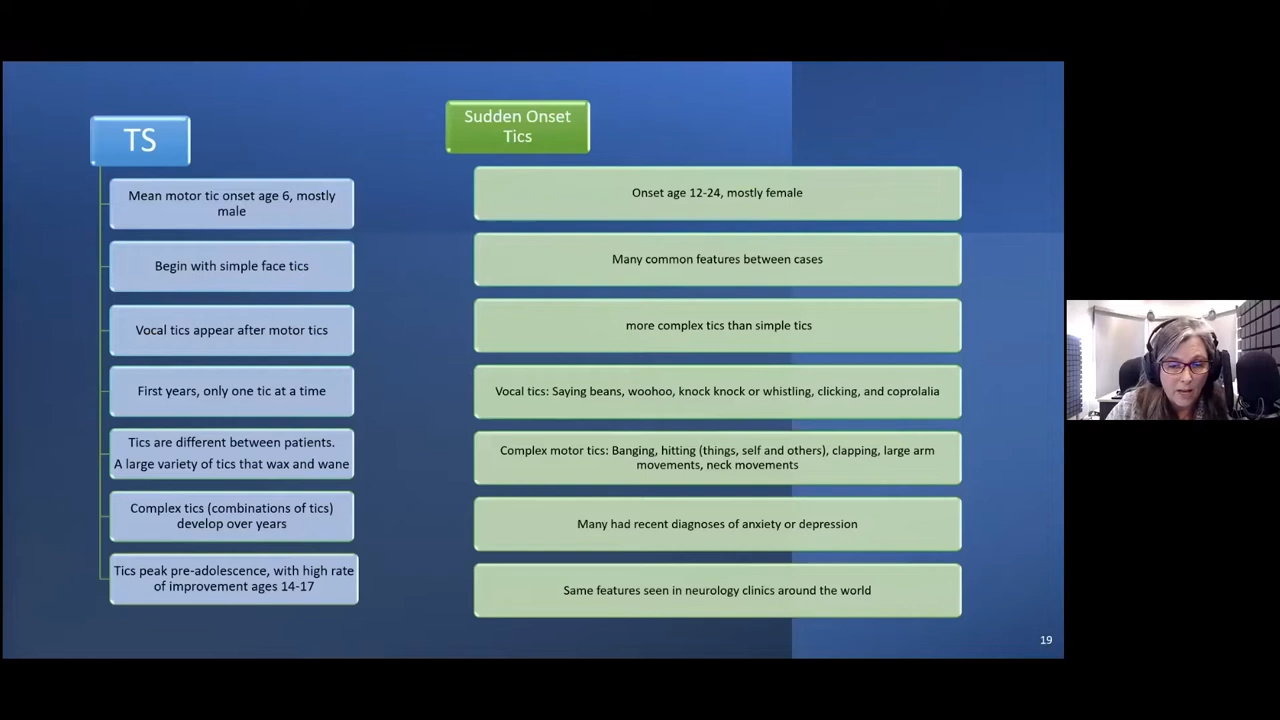 TS
Mean motor tic onset age 6, mostly
male
Begin with simple face tics
Vocal tics appear after motor tics
First years, only one tic at a time
Tics are different between patients.
A large variety of tics that wax and wane
Complex tics (combinations of tics)
develop over years
Tics peak pre-adolescence, with high rate
of improvement ages 14-17
Sudden Onset
Tics
Onset age 12-24, mostly female
Many common features between cases
more complex tics than simple tics
Vocal tics: Saying beans, woohoo, knock knock or whistling, clicking, and coprolalia
Complex motor tics: Banging, hitting (things, self and others), clapping, large arm
movements, neck movements
Many had recent diagnoses of anxiety or depression
Same features seen in neurology clinics around the world
19